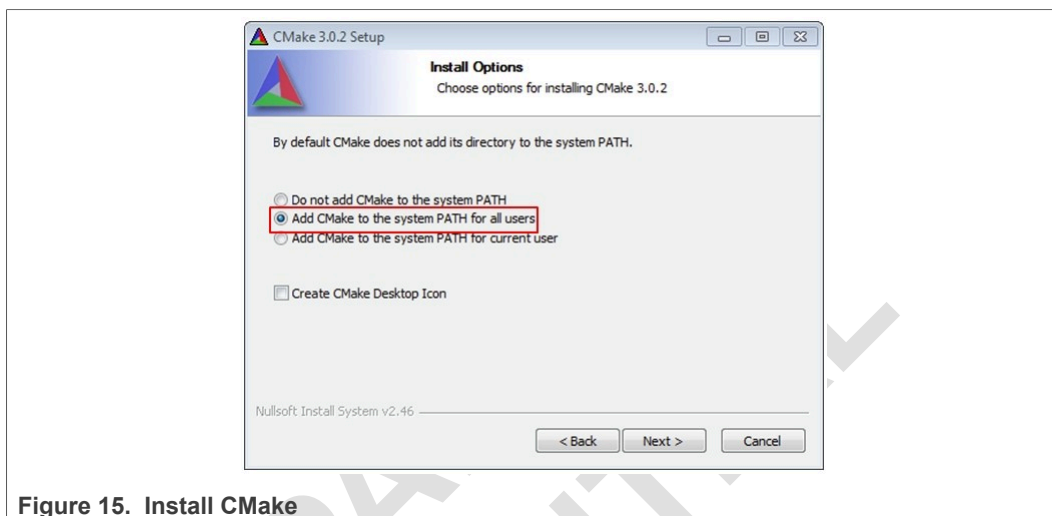 CMake 3.0.2 Setup
Install Options
Choose options for installing CMake 3.0.2
By default CMake does not add its directory to the system PATH.
Do not add CMake to the system PATH
Add CMake to the system PATH for all users
Add CMake to the system PATH for current user
Create CMake Desktop Icon
Nullsoft Install System v2.46
< Back Next > Cancel
Figure 15. Install CMake